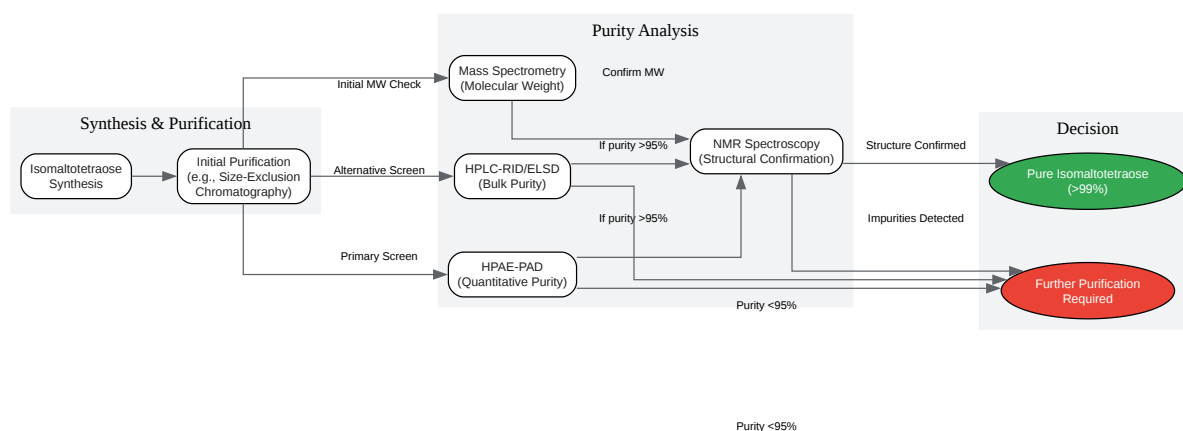 Purity Analysis
Mass Spectrometry
(Molecular Weight)
Confirm MW
Initial MW Check
Synthesis & Purification
Decision
Isomaltotetraose
Synthesis
Initial Purification
(e.g., Size-Exclusion
Chromatography)
Alternative Screen
HPLC-RID/ELSD
(Bulk Purity)
If purity >95%
NMR Spectroscopy
(Structural Confirmation)
Structure Confirmed
Pure Isomaltotetraose
(>99%)
If purity >95%
Impurities Detected
Primary Screen
HPAE-PAD
(Quantitative Purity)
Further Purification
Required
Purity <95%
Purity <95%